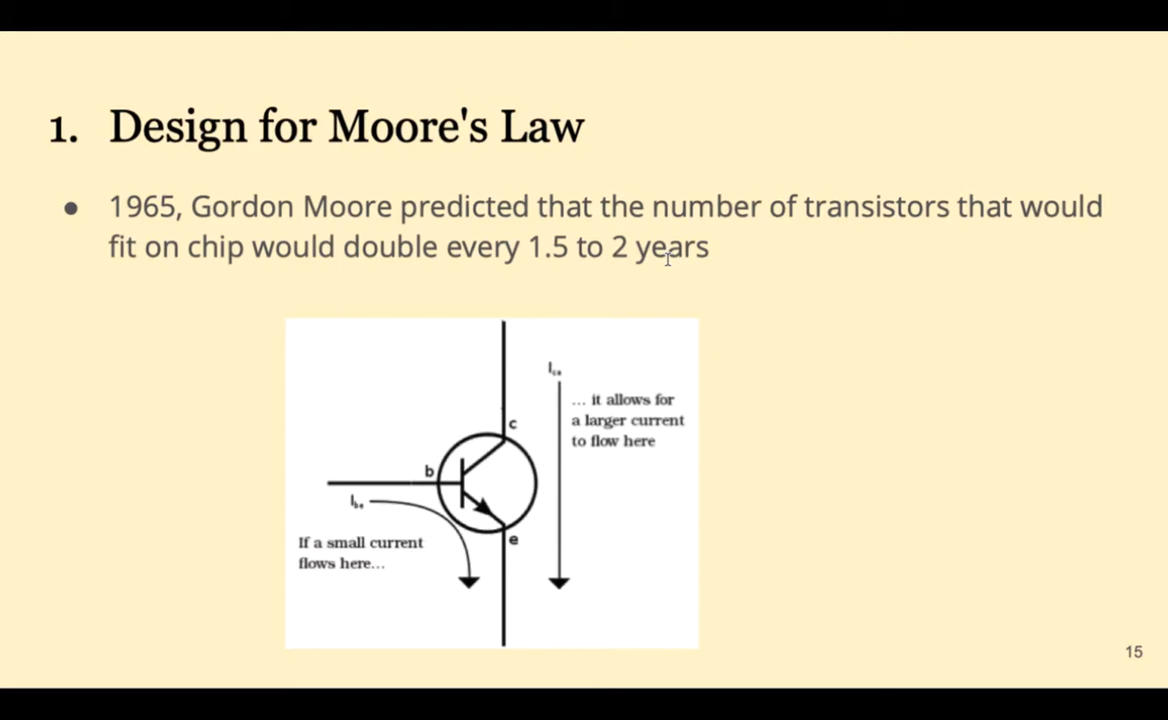 1. Design for Moore's Law
● 1965, Gordon Moore predicted that the number of transistors that would
fit on chip would double every 1.5 to 2 years
... it allows for
a larger current
to flow here
c
b
If a small current
flows here...
e
15